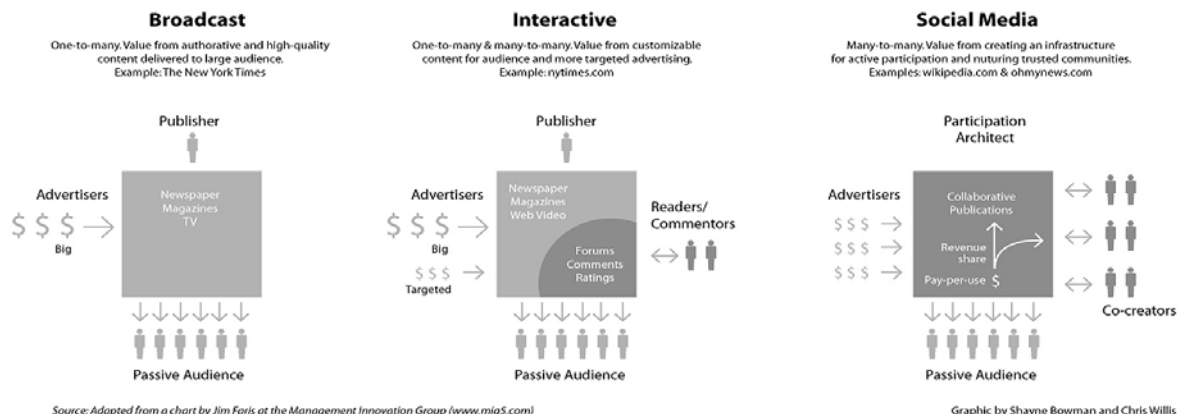 Broadcast
One-to-many. Value from authorative and high-quality
content delivered to large audience.
Example: The New York Times
Publisher
Advertisers
$ $ $
Big
Newspaper
Magazines
TV
Passive Audience
Interactive
One-to-many & many-to-many. Value from customizable
content for audience and more targeted advertising.
Example: nytimes.com
Publisher
Advertisers
$ $ $
Big
$ $ $
Targeted
Newspaper
Magazines
Web Video
Forums
Comments
Ratings
Readers/
Commentors
Passive Audience
Social Media
Many-to-many. Value from creating an infrastructure
for active participation and nuturing trusted communities.
Examples: wikipedia.com & ohmynews.com
Participation
Architect
Advertisers
$ $ $
$ $ $
$ $ $
Collaborative
Publications
Revenue
share
Pay-per-use $
Co-creators
Passive Audience
Source: Adapted from a chart by Jim Faris at the Management Innovation Group (www.migS.com)
Graphic by Shayne Bowman and Chris Willis